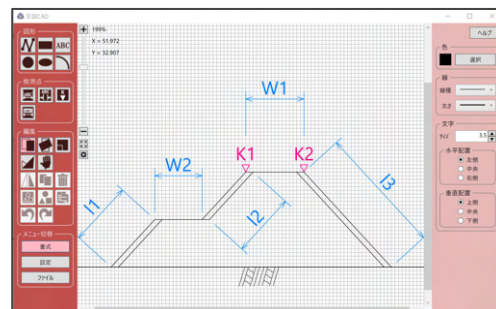 ヘルプ
図形
ABC
検測点
編集
メニュー切替
書式
設定
ファイル
199%
X = 51.972
Y = 32.907
W1
K1
K2
W2
l1
l2
l3
色
選択
線
線種
太さ
文字
ｻｲｽﾞ
3.5
水平配置
左側
中央
右側
垂直配置
上側
中央
下側